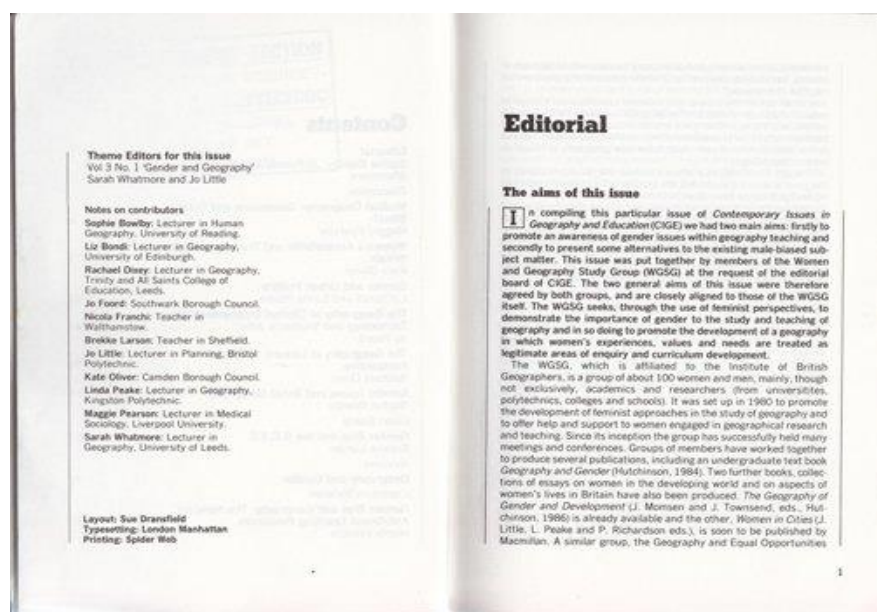 Theme Editors for this issue
Vol 3 No. 1 'Gender and Geography'
Sarah Whatmore and Jo Little
Notes on contributors
Sophie Bowlby: Lecturer in Human
Geography, University of Reading.
Liz Bondi: Lecturer in Geography,
University of Edinburgh.
Rachael Dixey: Lecturer in Geography,
Trinity and All Saints College of
Education, Leeds.
Jo Foord: Southwark Borough Council.
Nicola Franchi: Teacher in
Walthamstow.
Brekke Larson: Teacher in Sheffield.
Jo Little: Lecturer in Planning, Bristol
Polytechnic.
Kate Oliver: Camden Borough Council.
Linda Peake: Lecturer in Geography,
Kingston Polytechnic.
Maggie Pearson: Lecturer in Medical
Sociology, Liverpool University.
Sarah Whatmore: Lecturer in
Geography, University of Leeds.
Layout: Sue Dransfield
Typesetting: London Manhattan
Printing: Spider Web
Editorial
The aims of this issue
In compiling this particular issue of Contemporary Issues in
Geography and Education (CIGE) we had two main aims: firstly to
promote an awareness of gender issues within geography teaching and
secondly to present some alternatives to the existing male-biased sub-
ject matter. This issue was put together by members of the Women
and Geography Study Group (WGSG) at the request of the editorial
board of CIGE. The two general aims of this issue were therefore
agreed by both groups, and are closely aligned to those of the WGSG
itself. The WGSG seeks, through the use of feminist perspectives, to
demonstrate the importance of gender to the study and teaching of
geography and in so doing to promote the development of a geography
in which women's experiences, values and needs are treated as
legitimate areas of enquiry and curriculum development.
The WGSG, which is affiliated to the Institute of British
Geographers, is a group of about 100 women and men, mainly, though
not exclusively, academics and researchers (from universitites,
polytechnics, colleges and schools). It was set up in 1980 to promote
the development of feminist approaches in the study of geography and
to offer help and support to women engaged in geographical research
and teaching. Since its inception the group has successfully held many
meetings and conferences. Groups of members have worked together
to produce several publications, including an undergraduate text book
Geography and Gender (Hutchinson, 1984). Two further books, collec-
tions of essays on women in the developing world and on aspects of
women's lives in Britain have also been produced. The Geography of
Gender and Development (J. Momsen and J. Townsend, eds., Hut-
chinson, 1986) is already available and the other, Women in Cities (J.
Little, L. Peake and P. Richardson eds.), is soon to be published by
Macmillan. A similar group, the Geography and Equal Opportunities
1